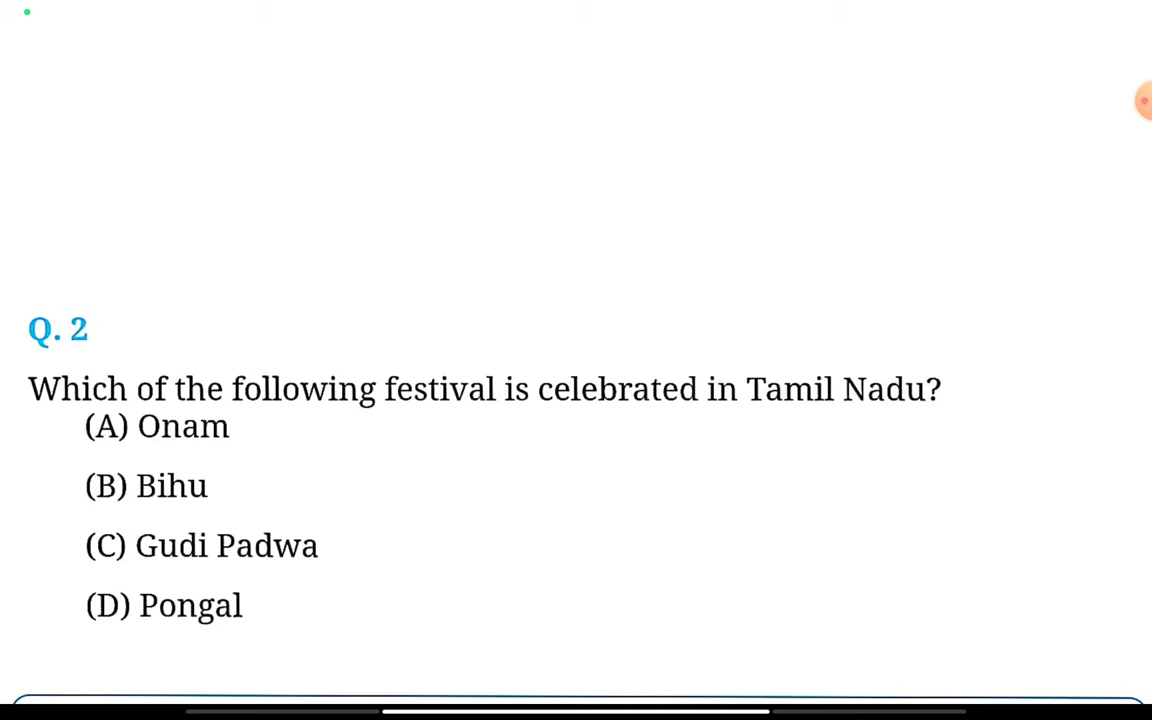 Q. 2
Which of the following festival is celebrated in Tamil Nadu?
(A) Onam
(B) Bihu
(C) Gudi Padwa
(D) Pongal